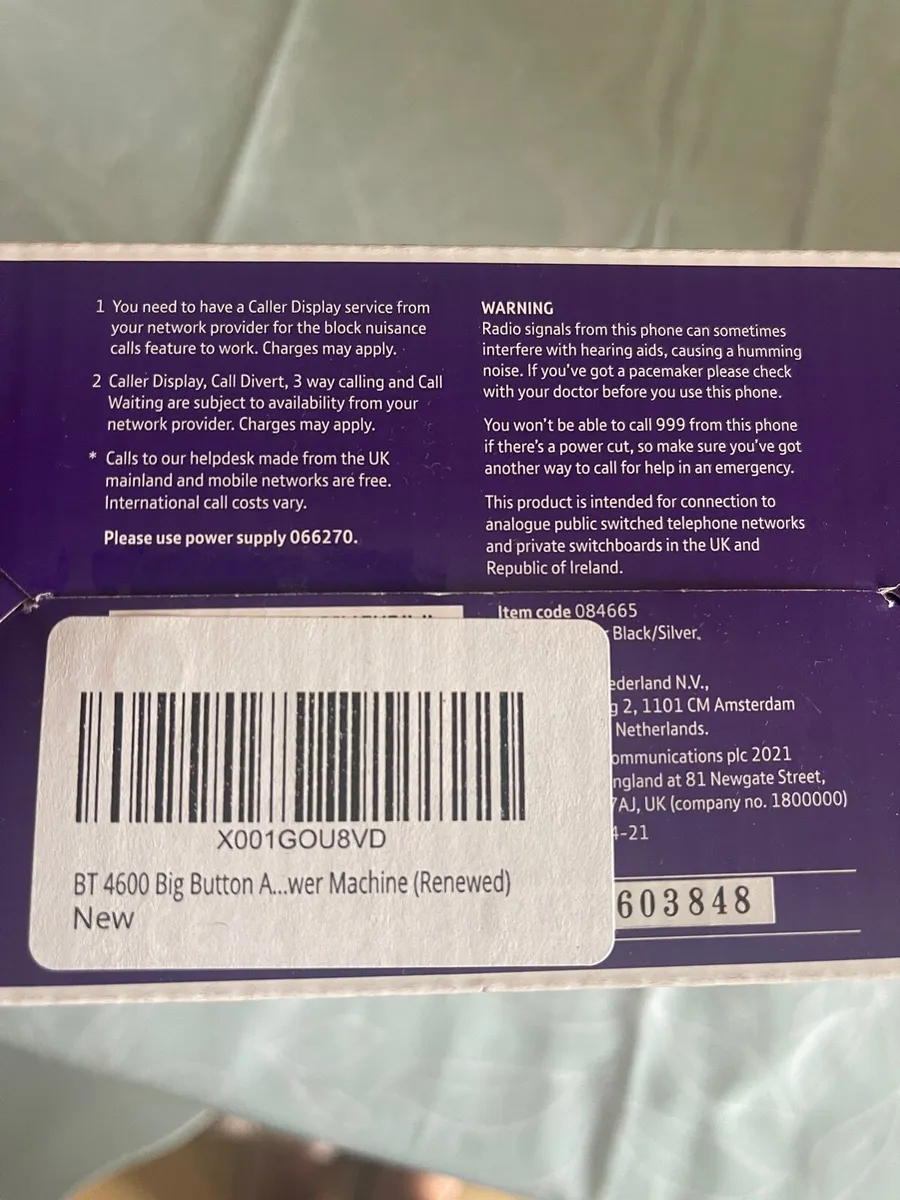 1 You need to have a Caller Display service from
your network provider for the block nuisance
calls feature to work. Charges may apply.
2 Caller Display, Call Divert, 3 way calling and Call
Waiting are subject to availability from your
network provider. Charges may apply.
* Calls to our helpdesk made from the UK
mainland and mobile networks are free.
International call costs vary.
Please use power supply 066270.
WARNING
Radio signals from this phone can sometimes
interfere with hearing aids, causing a humming
noise. If you've got a pacemaker please check
with your doctor before you use this phone.
You won't be able to call 999 from this phone
if there's a power cut, so make sure you've got
another way to call for help in an emergency.
This product is intended for connection to
analogue public switched telephone networks
and private switchboards in the UK and
Republic of Ireland.
Item code 084665
Black/Silver.
ederland N.V.,
g 2, 1101 CM Amsterdam
Netherlands.
ommunications plc 2021
ngland at 81 Newgate Street,
7AJ, UK (company no. 1800000)
4-21
603848
X001GOU8VD
BT 4600 Big Button A...wer Machine (Renewed)
New